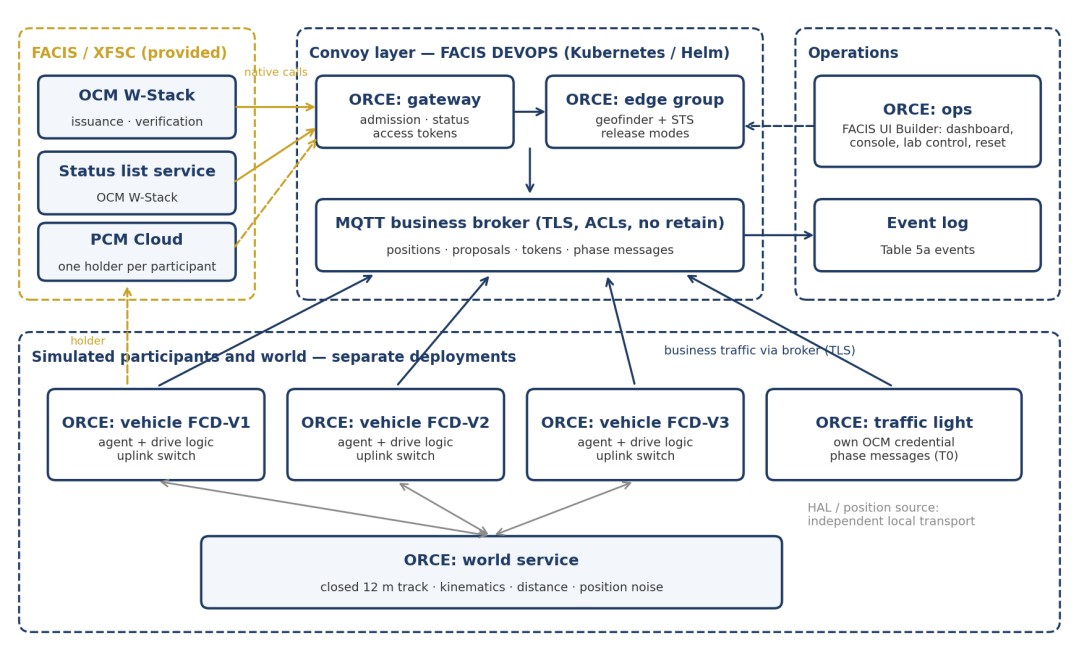 FACIS / XFSC (provided)
OCM W-Stack
issuance · verification
Status list service
OCM W-Stack
PCM Cloud
one holder per participant
native calls
Convoy layer — FACIS DEVOPS (Kubernetes / Helm)
ORCE: gateway
admission · status
access tokens
ORCE: edge group
geofinder + STS
release modes
MQTT business broker (TLS, ACLs, no retain)
positions · proposals · tokens · phase messages
Operations
ORCE: ops
FACIS UI Builder: dashboard,
console, lab control, reset
Event log
Table 5a events
holder
Simulated participants and world — separate deployments
business traffic via broker (TLS)
ORCE: vehicle FCD-V1
agent + drive logic
uplink switch
ORCE: vehicle FCD-V2
agent + drive logic
uplink switch
ORCE: vehicle FCD-V3
agent + drive logic
uplink switch
ORCE: traffic light
own OCM credential
phase messages (T0)
HAL / position source:
independent local transport
ORCE: world service
closed 12 m track · kinematics · distance · position noise